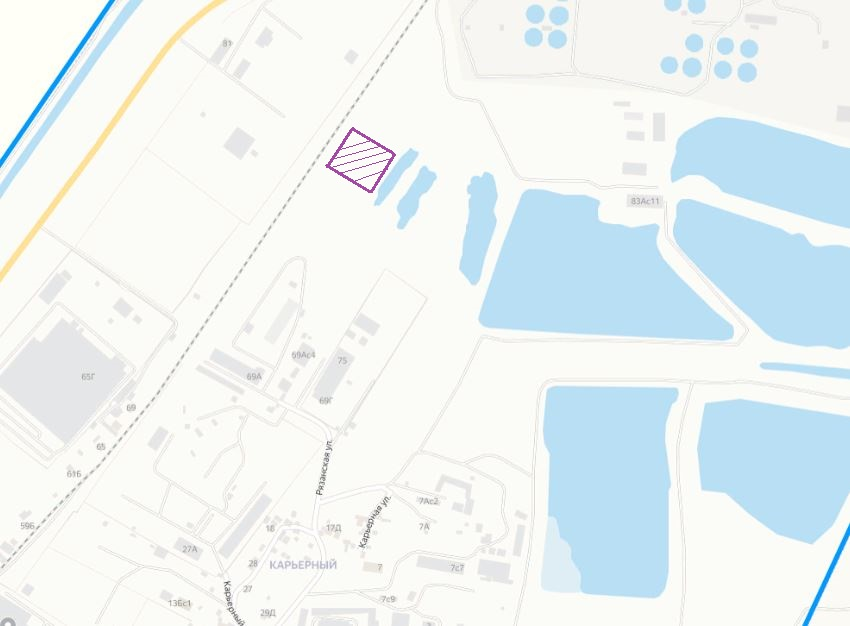 81
83Ас11
69Ас4
75
69А
65Г
69Г
69
65
61Б
59Б
Рязанская ул.
7Ас2
Карьерная ул.
18
17Д
7А
27А
КАРЬЕРНЫЙ
28
7
7с7
27
13Бс1
7с9
29Д
Карьерный